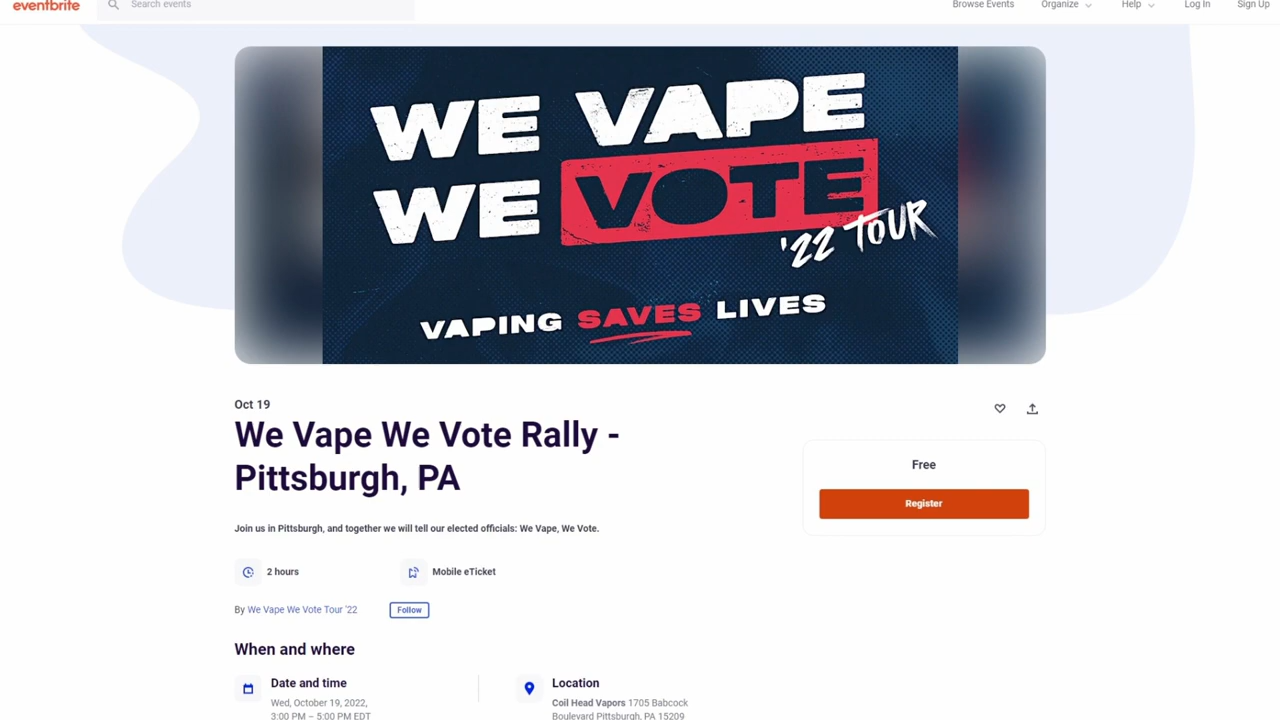 eventbrite
Search events
Browse Events
Organize
Help
Log In
Sign Up
WE VAPE
WE VOTE
'22 TOUR
VAPING SAVES LIVES
Oct 19
We Vape We Vote Rally -
Pittsburgh, PA
Free
Register
Join us in Pittsburgh, and together we will tell our elected officials: We Vape, We Vote.
2 hours
Mobile eTicket
By We Vape We Vote Tour '22
Follow
When and where
Date and time
Wed, October 19, 2022,
3:00 PM – 5:00 PM EDT
Location
Coil Head Vapors 1705 Babcock
Boulevard Pittsburgh, PA 15209